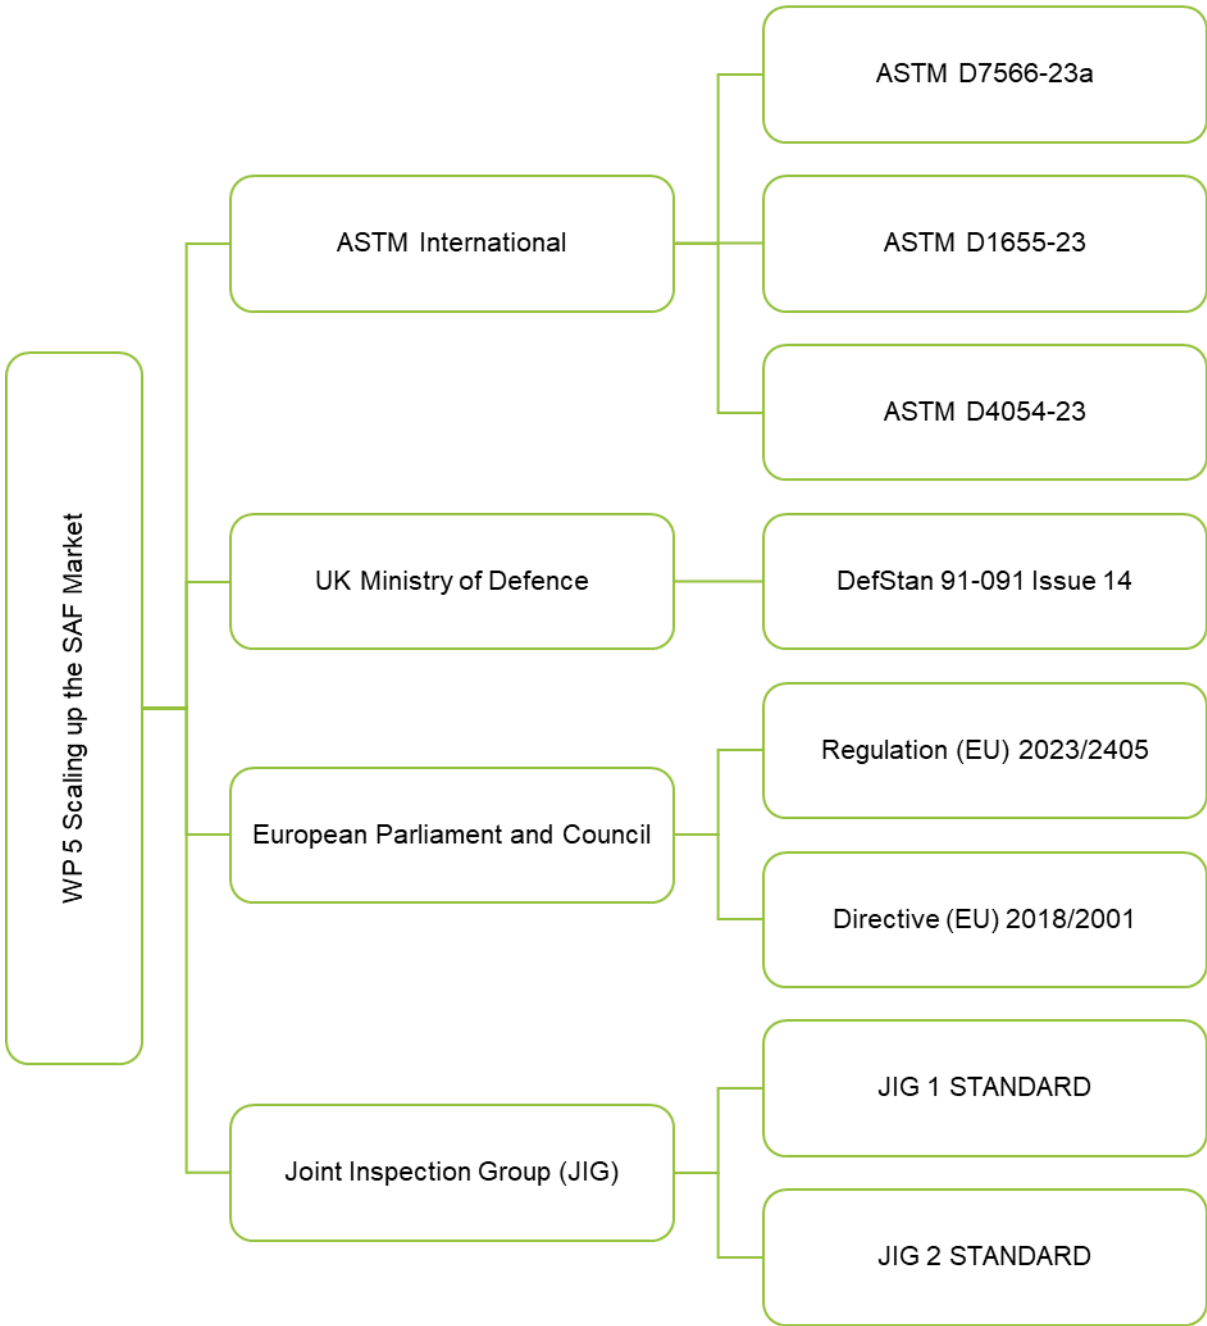 WP 5 Scaling up the SAF Market
ASTM International
ASTM D7566-23a
ASTM D1655-23
ASTM D4054-23
UK Ministry of Defence
DefStan 91-091 Issue 14
European Parliament and Council
Regulation (EU) 2023/2405
Directive (EU) 2018/2001
Joint Inspection Group (JIG)
JIG 1 STANDARD
JIG 2 STANDARD